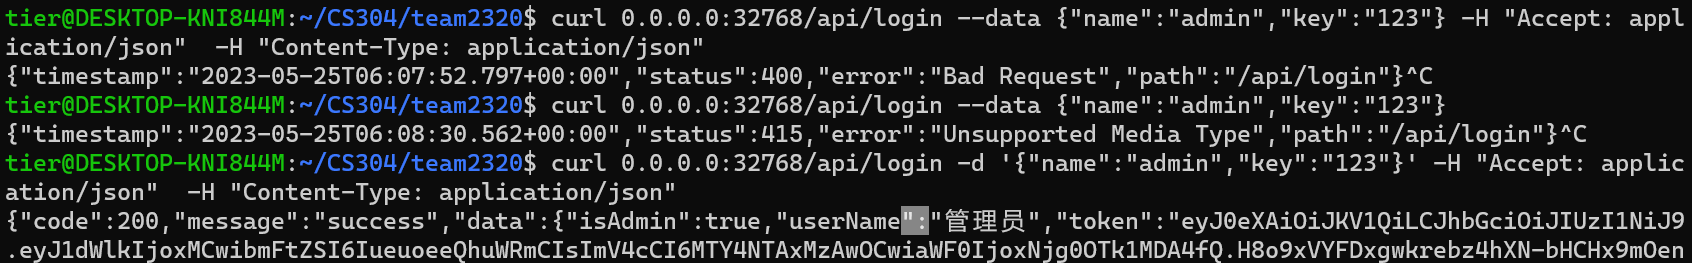 tier@DESKTOP-KNI844M:~/CS304/team2320$ curl 0.0.0.0:32768/api/login --data {"name":"admin","key":"123"} -H "Accept: appl
ication/json"  -H "Content-Type: application/json"
{"timestamp":"2023-05-25T06:07:52.797+00:00","status":400,"error":"Bad Request","path":"/api/login"}^C
tier@DESKTOP-KNI844M:~/CS304/team2320$ curl 0.0.0.0:32768/api/login --data {"name":"admin","key":"123"}
{"timestamp":"2023-05-25T06:08:30.562+00:00","status":415,"error":"Unsupported Media Type","path":"/api/login"}^C
tier@DESKTOP-KNI844M:~/CS304/team2320$ curl 0.0.0.0:32768/api/login -d '{"name":"admin","key":"123"}' -H "Accept: applic
ation/json"  -H "Content-Type: application/json"
{"code":200,"message":"success","data":{"isAdmin":true,"userName":"管理员","token":"eyJ0eXAiOiJKV1QiLCJhbGciOiJIUzI1NiJ9
.eyJ1dWlkIjoxMCwibmFtZSI6IueuoeeQhuWRmCIsImV4cCI6MTY4NTAxMzAwOCwiaWF0IjoxNjg0OTk1MDA4fQ.H8o9xVYFDxgwkrebz4hXN-bHCHx9mOen